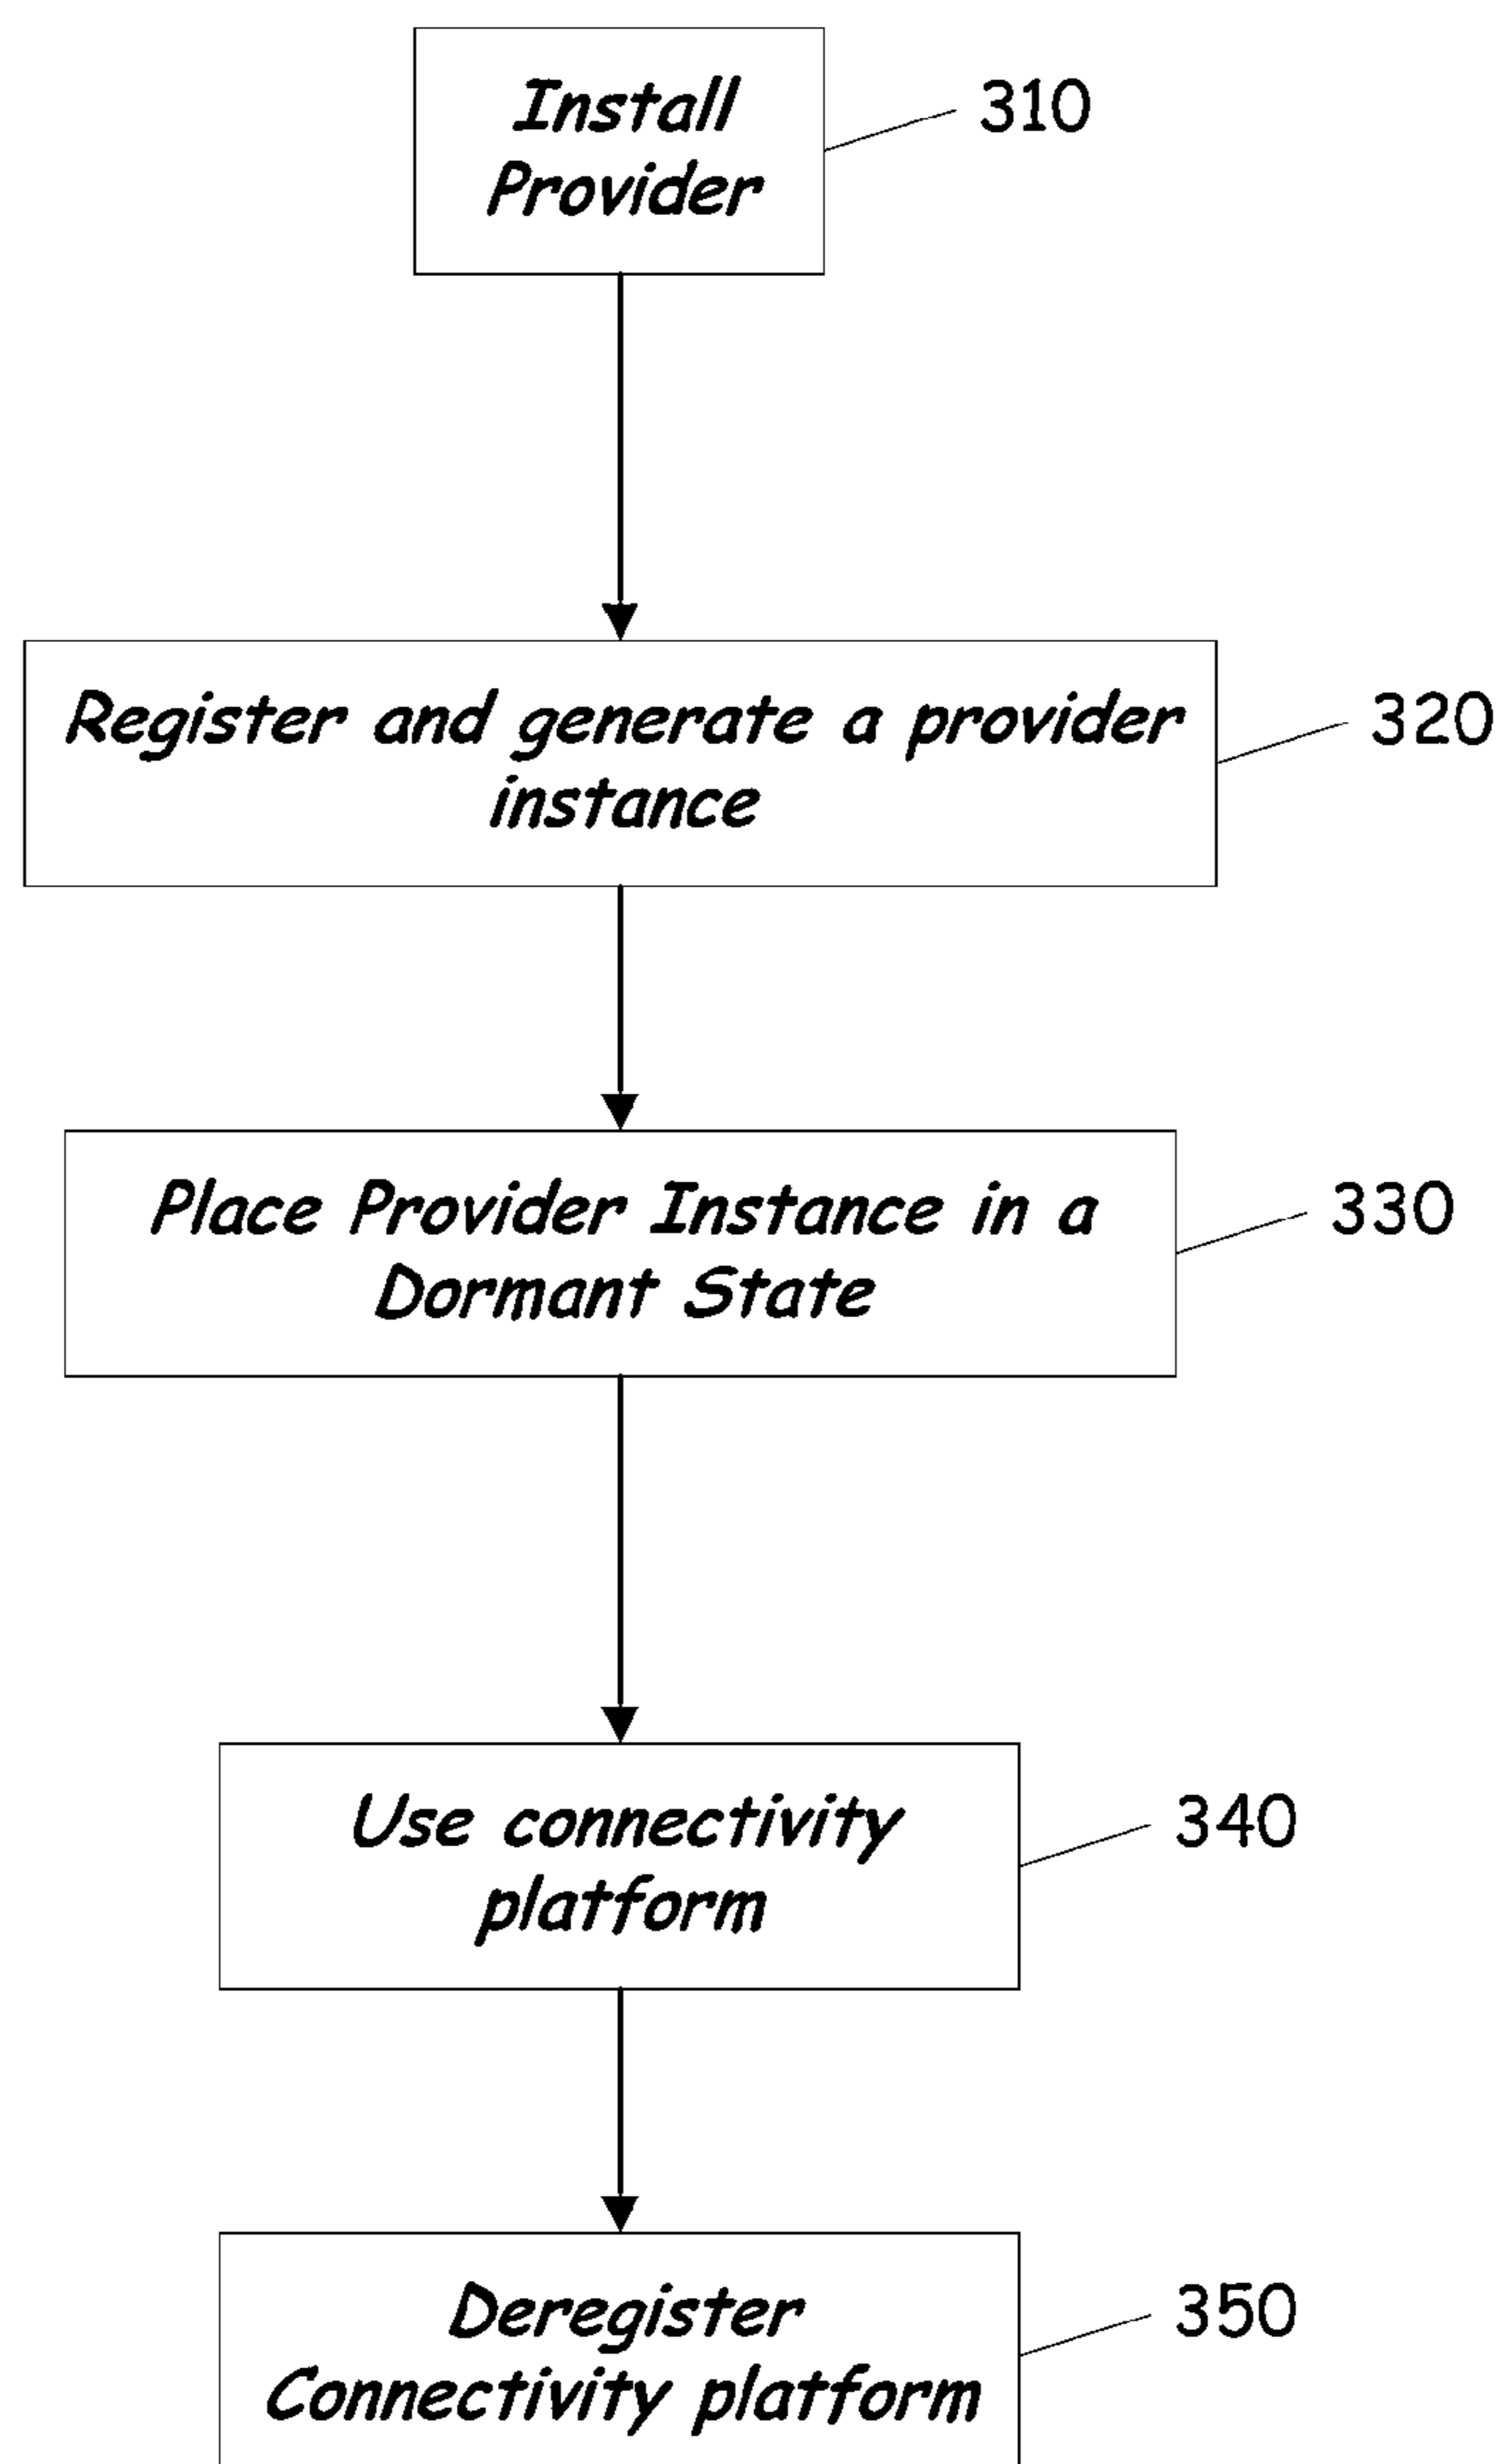 Install
Provider
310
Register and generate a provider
instance
320
Place Provider Instance in a
Dormant State
330
Use connectivity
platform
340
Deregister
Connectivity platform
350